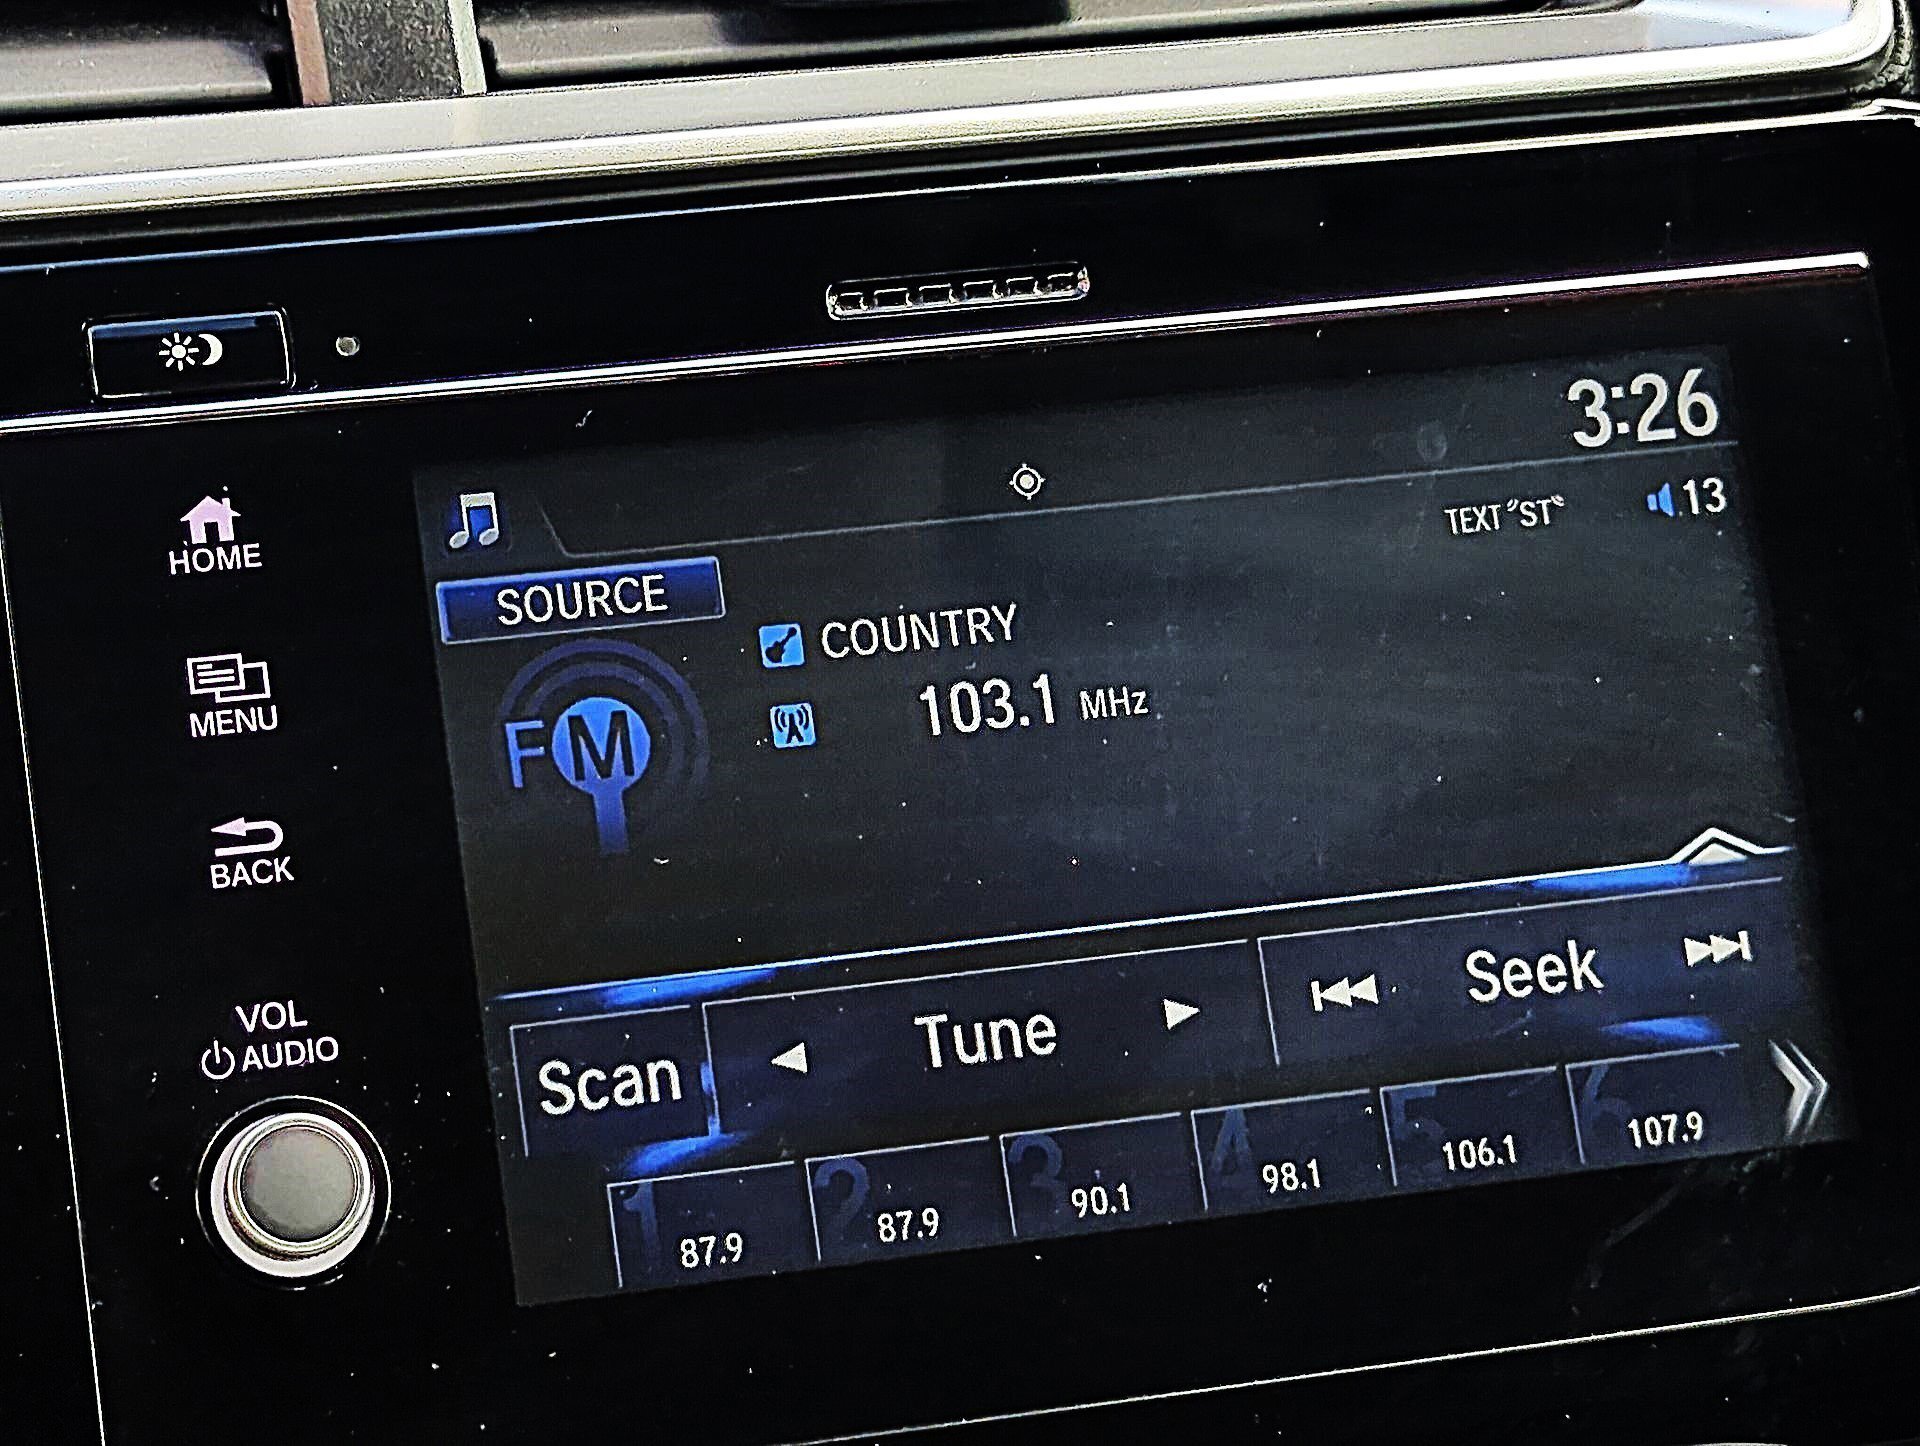 3:26
TEXT "ST" 13
HOME
SOURCE
COUNTRY
FM
103.1 MHz
MENU
BACK
VOL
AUDIO
Scan
Tune
Seek
1 87.9
2 87.9
3 90.1
4 98.1
5 106.1
6 107.9